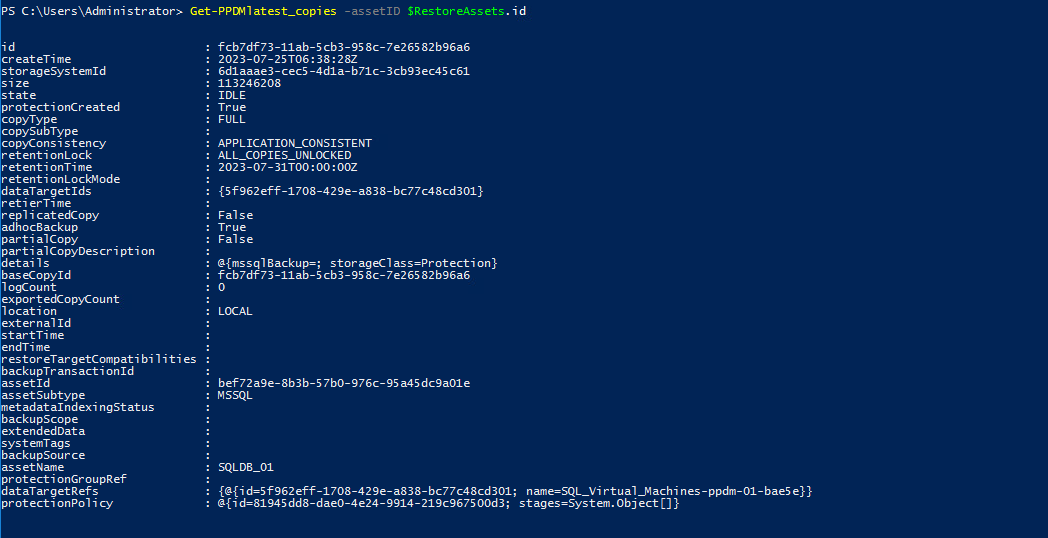 PS C:\Users\Administrator> Get-PPDMlatest_copies -assetID $RestoreAssets.id
id                         : fcb7df73-11ab-5cb3-958c-7e26582b96a6
createTime                 : 2023-07-25T06:38:28Z
storageSystemId            : 6d1aaae3-cec5-4d1a-b71c-3cb93ec45c61
size                       : 113246208
state                      : IDLE
protectionCreated          : True
copyType                   : FULL
copySubType                :
copyConsistency            : APPLICATION_CONSISTENT
retentionLock              : ALL_COPIES_UNLOCKED
retentionTime              : 2023-07-31T00:00:00Z
retentionLockMode          :
dataTargetIds              : {5f962eff-1708-429e-a838-bc77c48cd301}
retierTime                 :
replicatedCopy             : False
adhocBackup                : True
partialCopy                : False
partialCopyDescription     :
details                    : @{mssqlBackup=; storageClass=Protection}
baseCopyId                 : fcb7df73-11ab-5cb3-958c-7e26582b96a6
logCount                   : 0
exportedCopyCount          :
location                   : LOCAL
externalId                 :
startTime                  :
endTime                    :
restoreTargetCompatibilities :
backupTransactionId        :
assetId                    : bef72a9e-8b3b-57b0-976c-95a45dc9a01e
assetSubtype               : MSSQL
metadataIndexingStatus     :
backupScope                :
extendedData               :
systemTags                 :
backupSource               :
assetName                  : SQLDB_01
protectionGroupRef         :
dataTargetRefs             : {@{id=5f962eff-1708-429e-a838-bc77c48cd301; name=SQL_Virtual_Machines-ppdm-01-bae5e}}
protectionPolicy           : @{id=81945dd8-dae0-4e24-9914-219c967500d3; stages=System.Object[]}